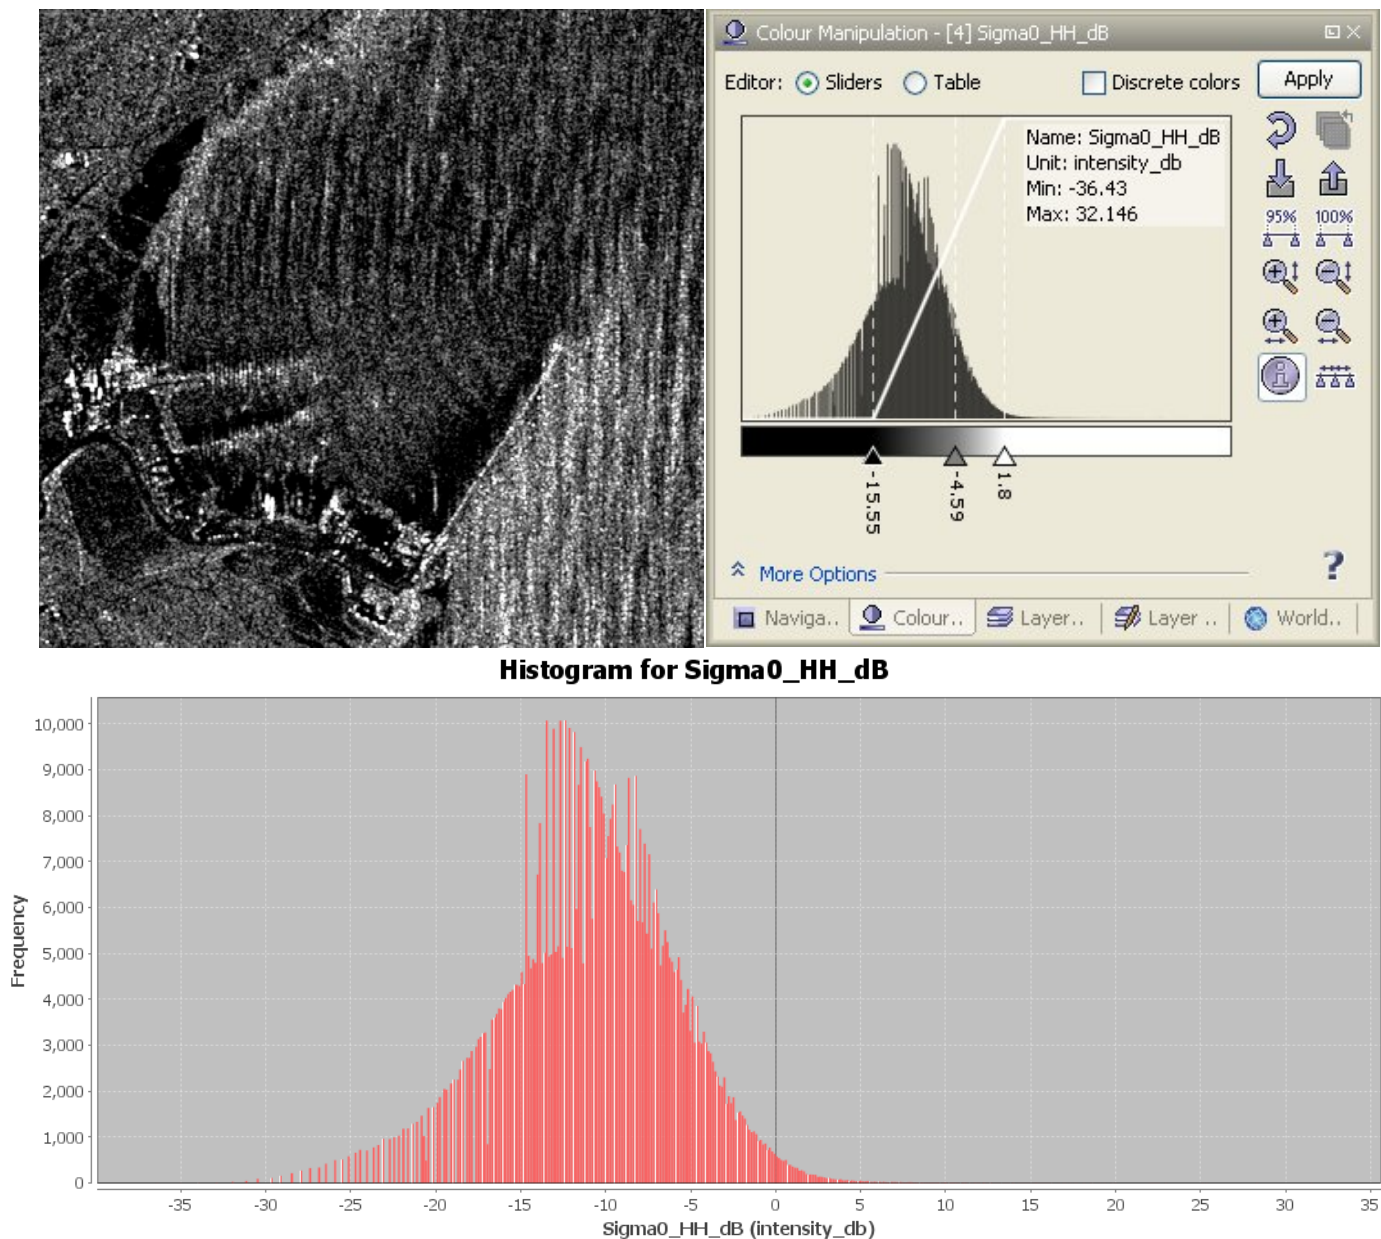 Colour Manipulation - [4] Sigma0_HH_dB
Editor: Sliders Table Discrete colors Apply
Name: Sigma0_HH_dB
Unit: intensity_db
Min: -36.43
Max: 32.146
95% 100%
-15.55 -4.59 1.8
More Options ?
Naviga.. Colour.. Layer.. Layer .. World..
Histogram for Sigma0_HH_dB
Frequency
10,000
9,000
8,000
7,000
6,000
5,000
4,000
3,000
2,000
1,000
0
-35 -30 -25 -20 -15 -10 -5 0 5 10 15 20 25 30 35
Sigma0_HH_dB (intensity_db)